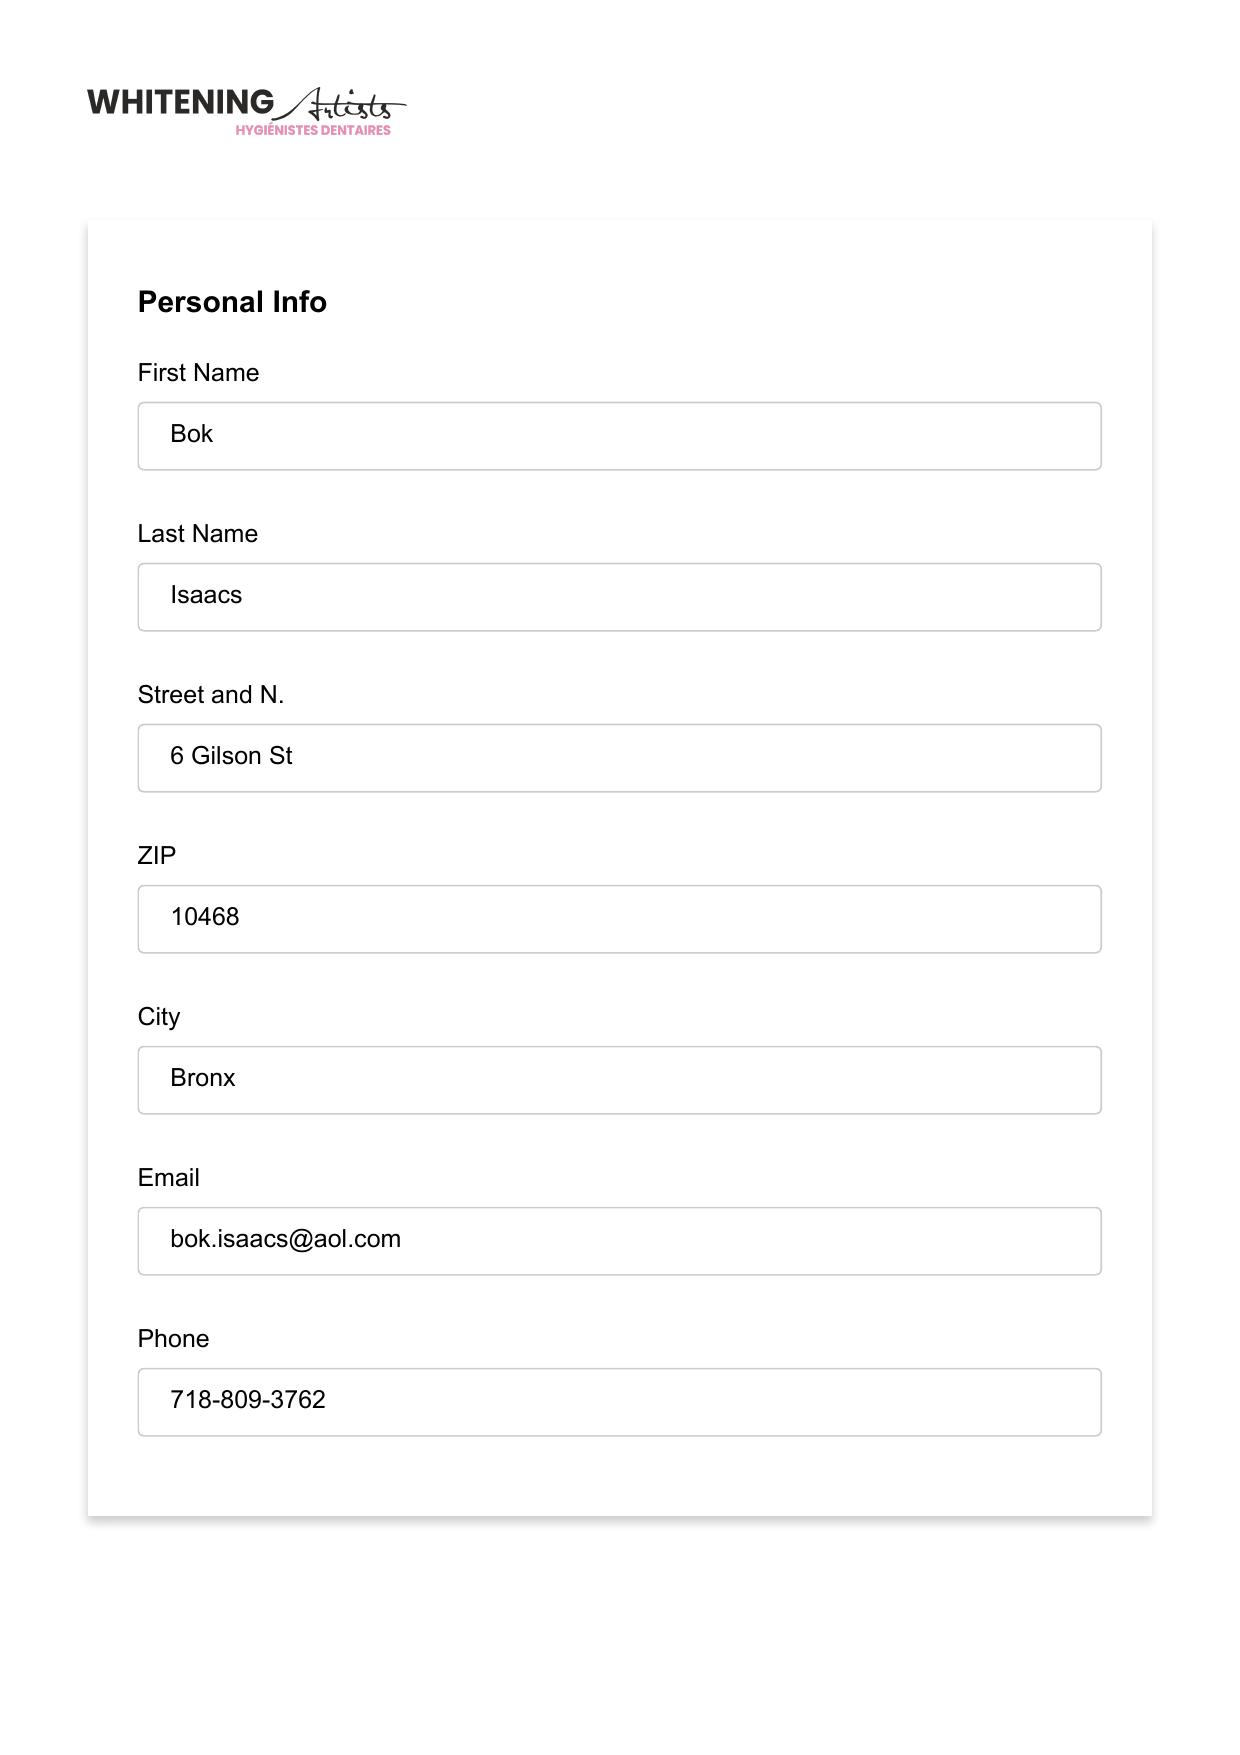 WHITENING Artists
HYGIÉNISTES DENTAIRES
Personal Info
First Name
Bok
Last Name
Isaacs
Street and N.
6 Gilson St
ZIP
10468
City
Bronx
Email
bok.isaacs@aol.com
Phone
718-809-3762